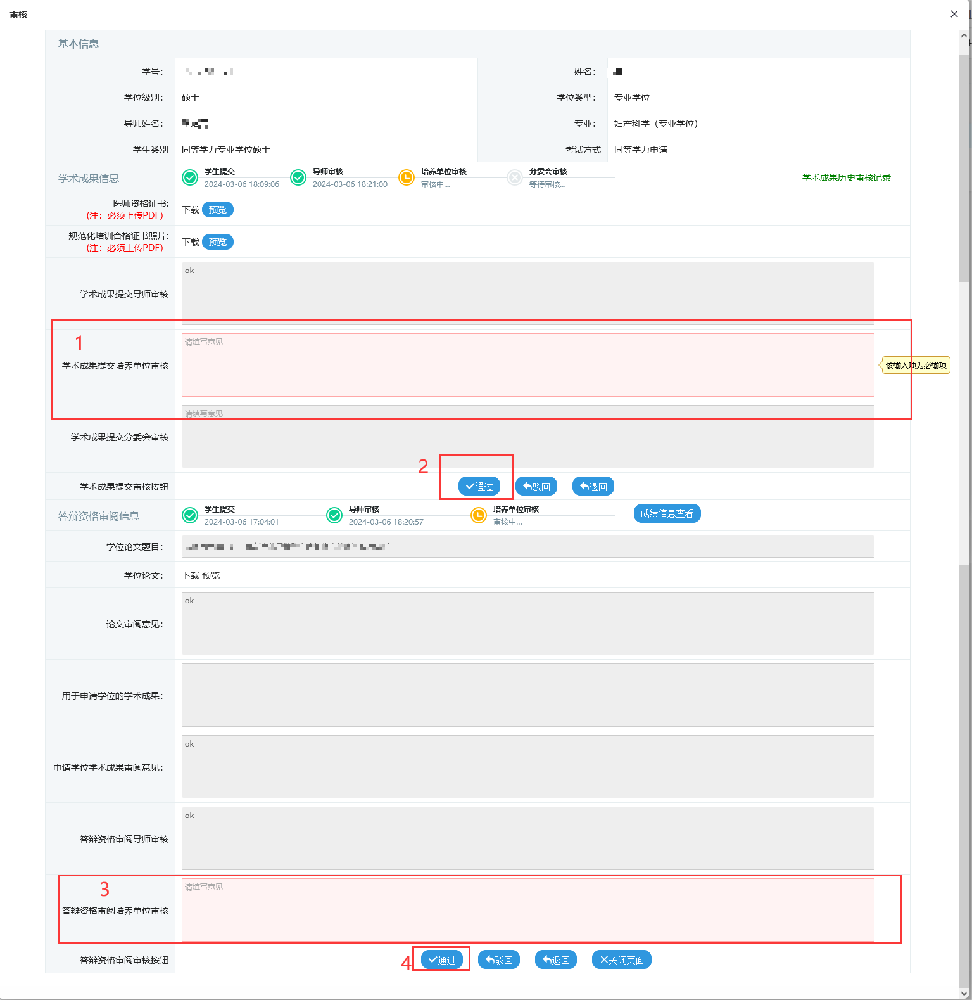 审核
基本信息
学号：
姓名：
学位级别： 硕士
学位类型： 专业学位
导师姓名：
专业： 妇产科学（专业学位）
学生类别 同等学力专业学位硕士
考试方式 同等学力申请
学术成果信息
学生提交
2024-03-06 18:09:06
导师审核
2024-03-06 18:21:00
培养单位审核
审核中...
分委会审核
等待审核...
学术成果历史审核记录
医师资格证书:
(注：必须上传PDF)
下载 预览
规范化培训合格证书照片:
(注：必须上传PDF)
下载 预览
学术成果提交导师审核
ok
1
学术成果提交培养单位审核
请填写意见
该输入项为必输项
学术成果提交分委会审核
请填写意见
2
学术成果提交审核按钮
通过 驳回 退回
答辩资格审阅信息
学生提交
2024-03-06 17:04:01
导师审核
2024-03-06 18:20:57
培养单位审核
审核中...
成绩信息查看
学位论文题目：
学位论文： 下载 预览
论文审阅意见：
ok
用于申请学位的学术成果：
申请学位学术成果审阅意见：
ok
答辩资格审阅导师审核
ok
3
答辩资格审阅培养单位审核
请填写意见
答辩资格审阅审核按钮
4
通过 驳回 退回 关闭页面